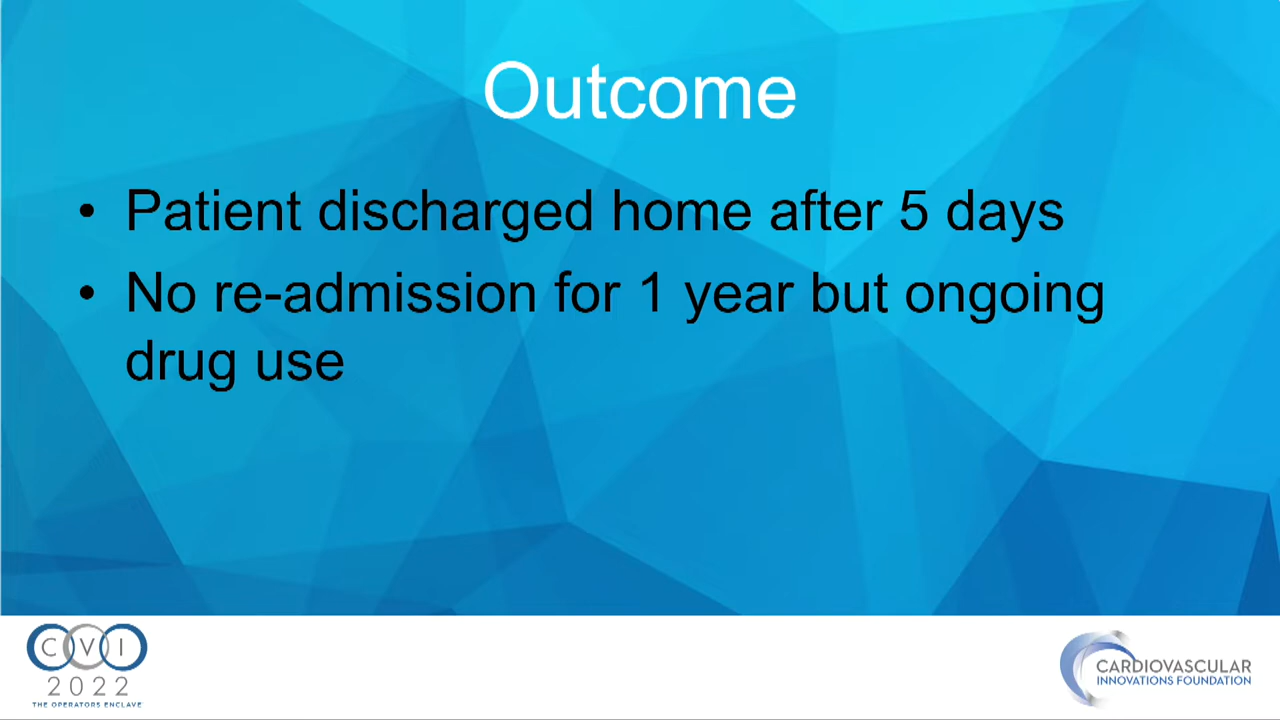 Outcome
• Patient discharged home after 5 days
• No re-admission for 1 year but ongoing
drug use
CVI
2022
THE OPERATORS ENCLAVE
CARDIOVASCULAR
INNOVATIONS FOUNDATION